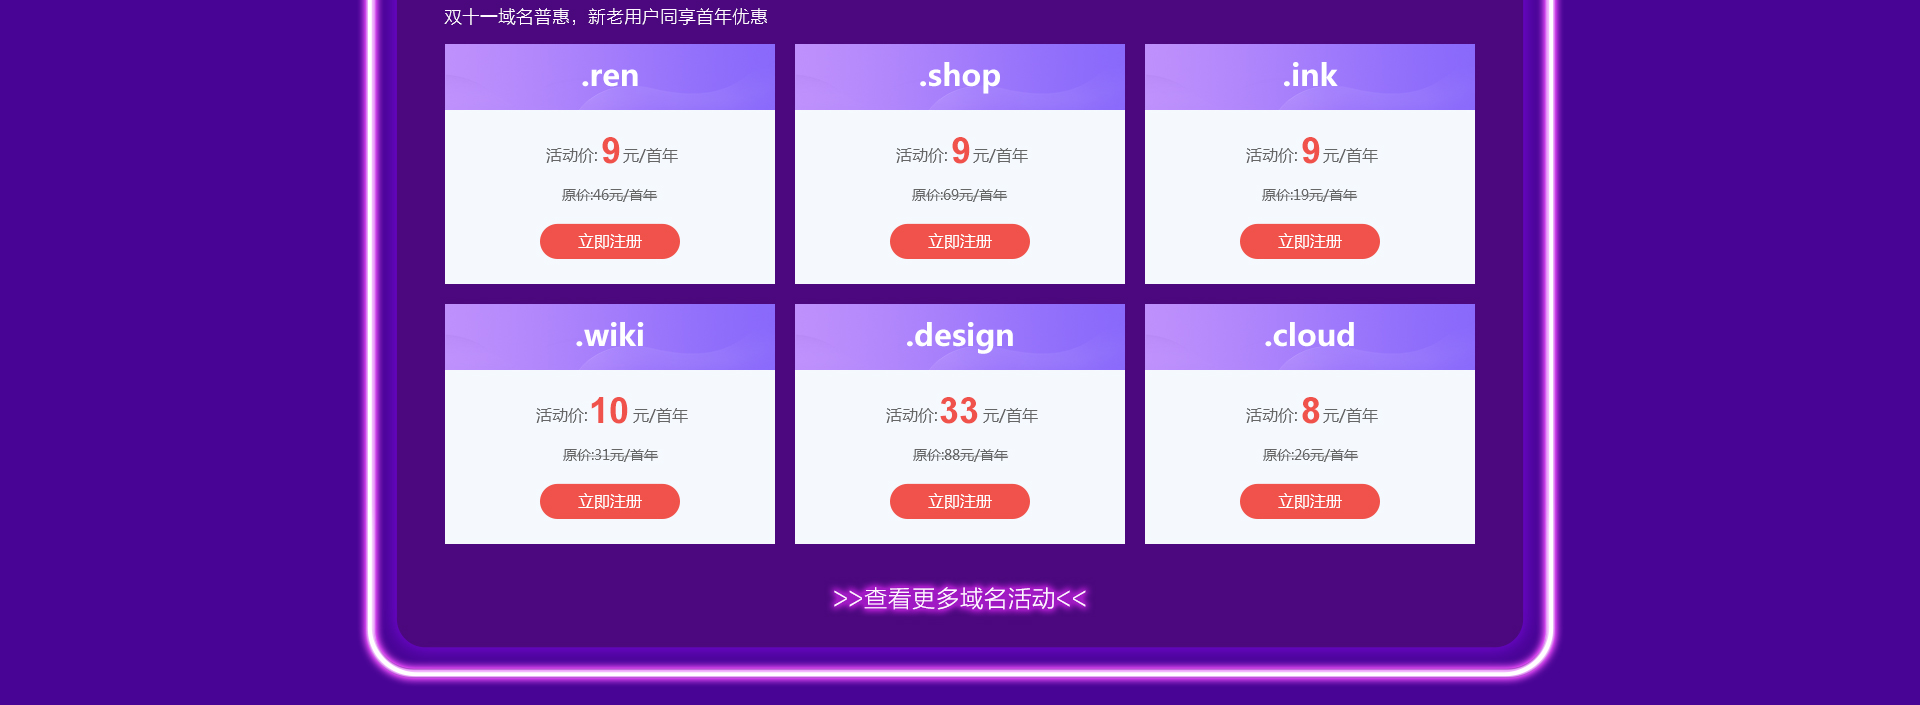 双十一域名普惠，新老用户同享首年优惠
.ren
活动价: 9 元/首年
原价:46元/首年
立即注册
.shop
活动价: 9 元/首年
原价:69元/首年
立即注册
.ink
活动价: 9 元/首年
原价:19元/首年
立即注册
.wiki
活动价: 10 元/首年
原价:31元/首年
立即注册
.design
活动价: 33 元/首年
原价:88元/首年
立即注册
.cloud
活动价: 8 元/首年
原价:26元/首年
立即注册
>>查看更多域名活动<<